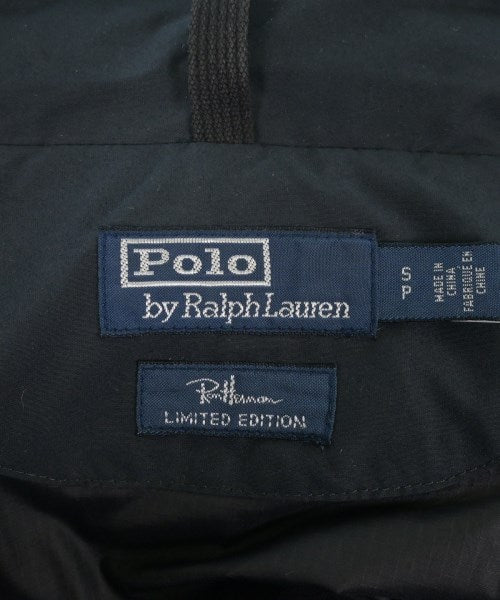 Polo
by Ralph Lauren
S
P
MADE IN
CHINA
FABRIQUÉ EN
CHINE
Ron Herman
LIMITED EDITION